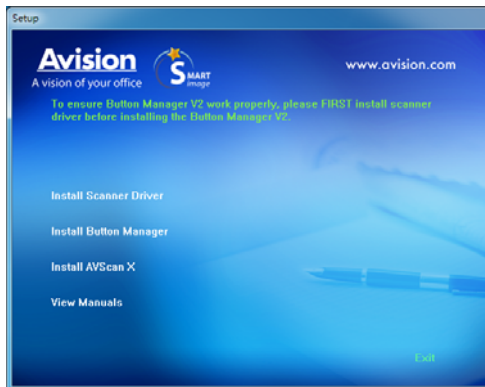 Setup
Avision
A vision of your office
SMART
image
www.avision.com
To ensure Button Manager V2 work properly, please FIRST install scanner
driver before installing the Button Manager V2.
Install Scanner Driver
Install Button Manager
Install AVScan X
View Manuals
Exit